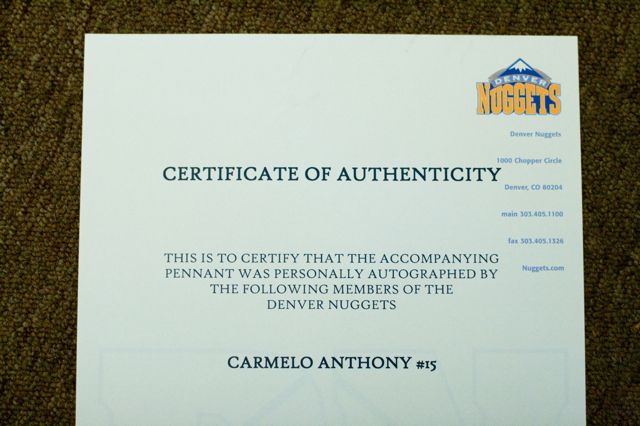 DENVER
NUGGETS
Denver Nuggets
1000 Chopper Circle
Denver, CO 80204
main 303.405.1100
fax 303.405.1326
Nuggets.com
CERTIFICATE OF AUTHENTICITY
THIS IS TO CERTIFY THAT THE ACCOMPANYING
PENNANT WAS PERSONALLY AUTOGRAPHED BY
THE FOLLOWING MEMBERS OF THE
DENVER NUGGETS
CARMELO ANTHONY #15